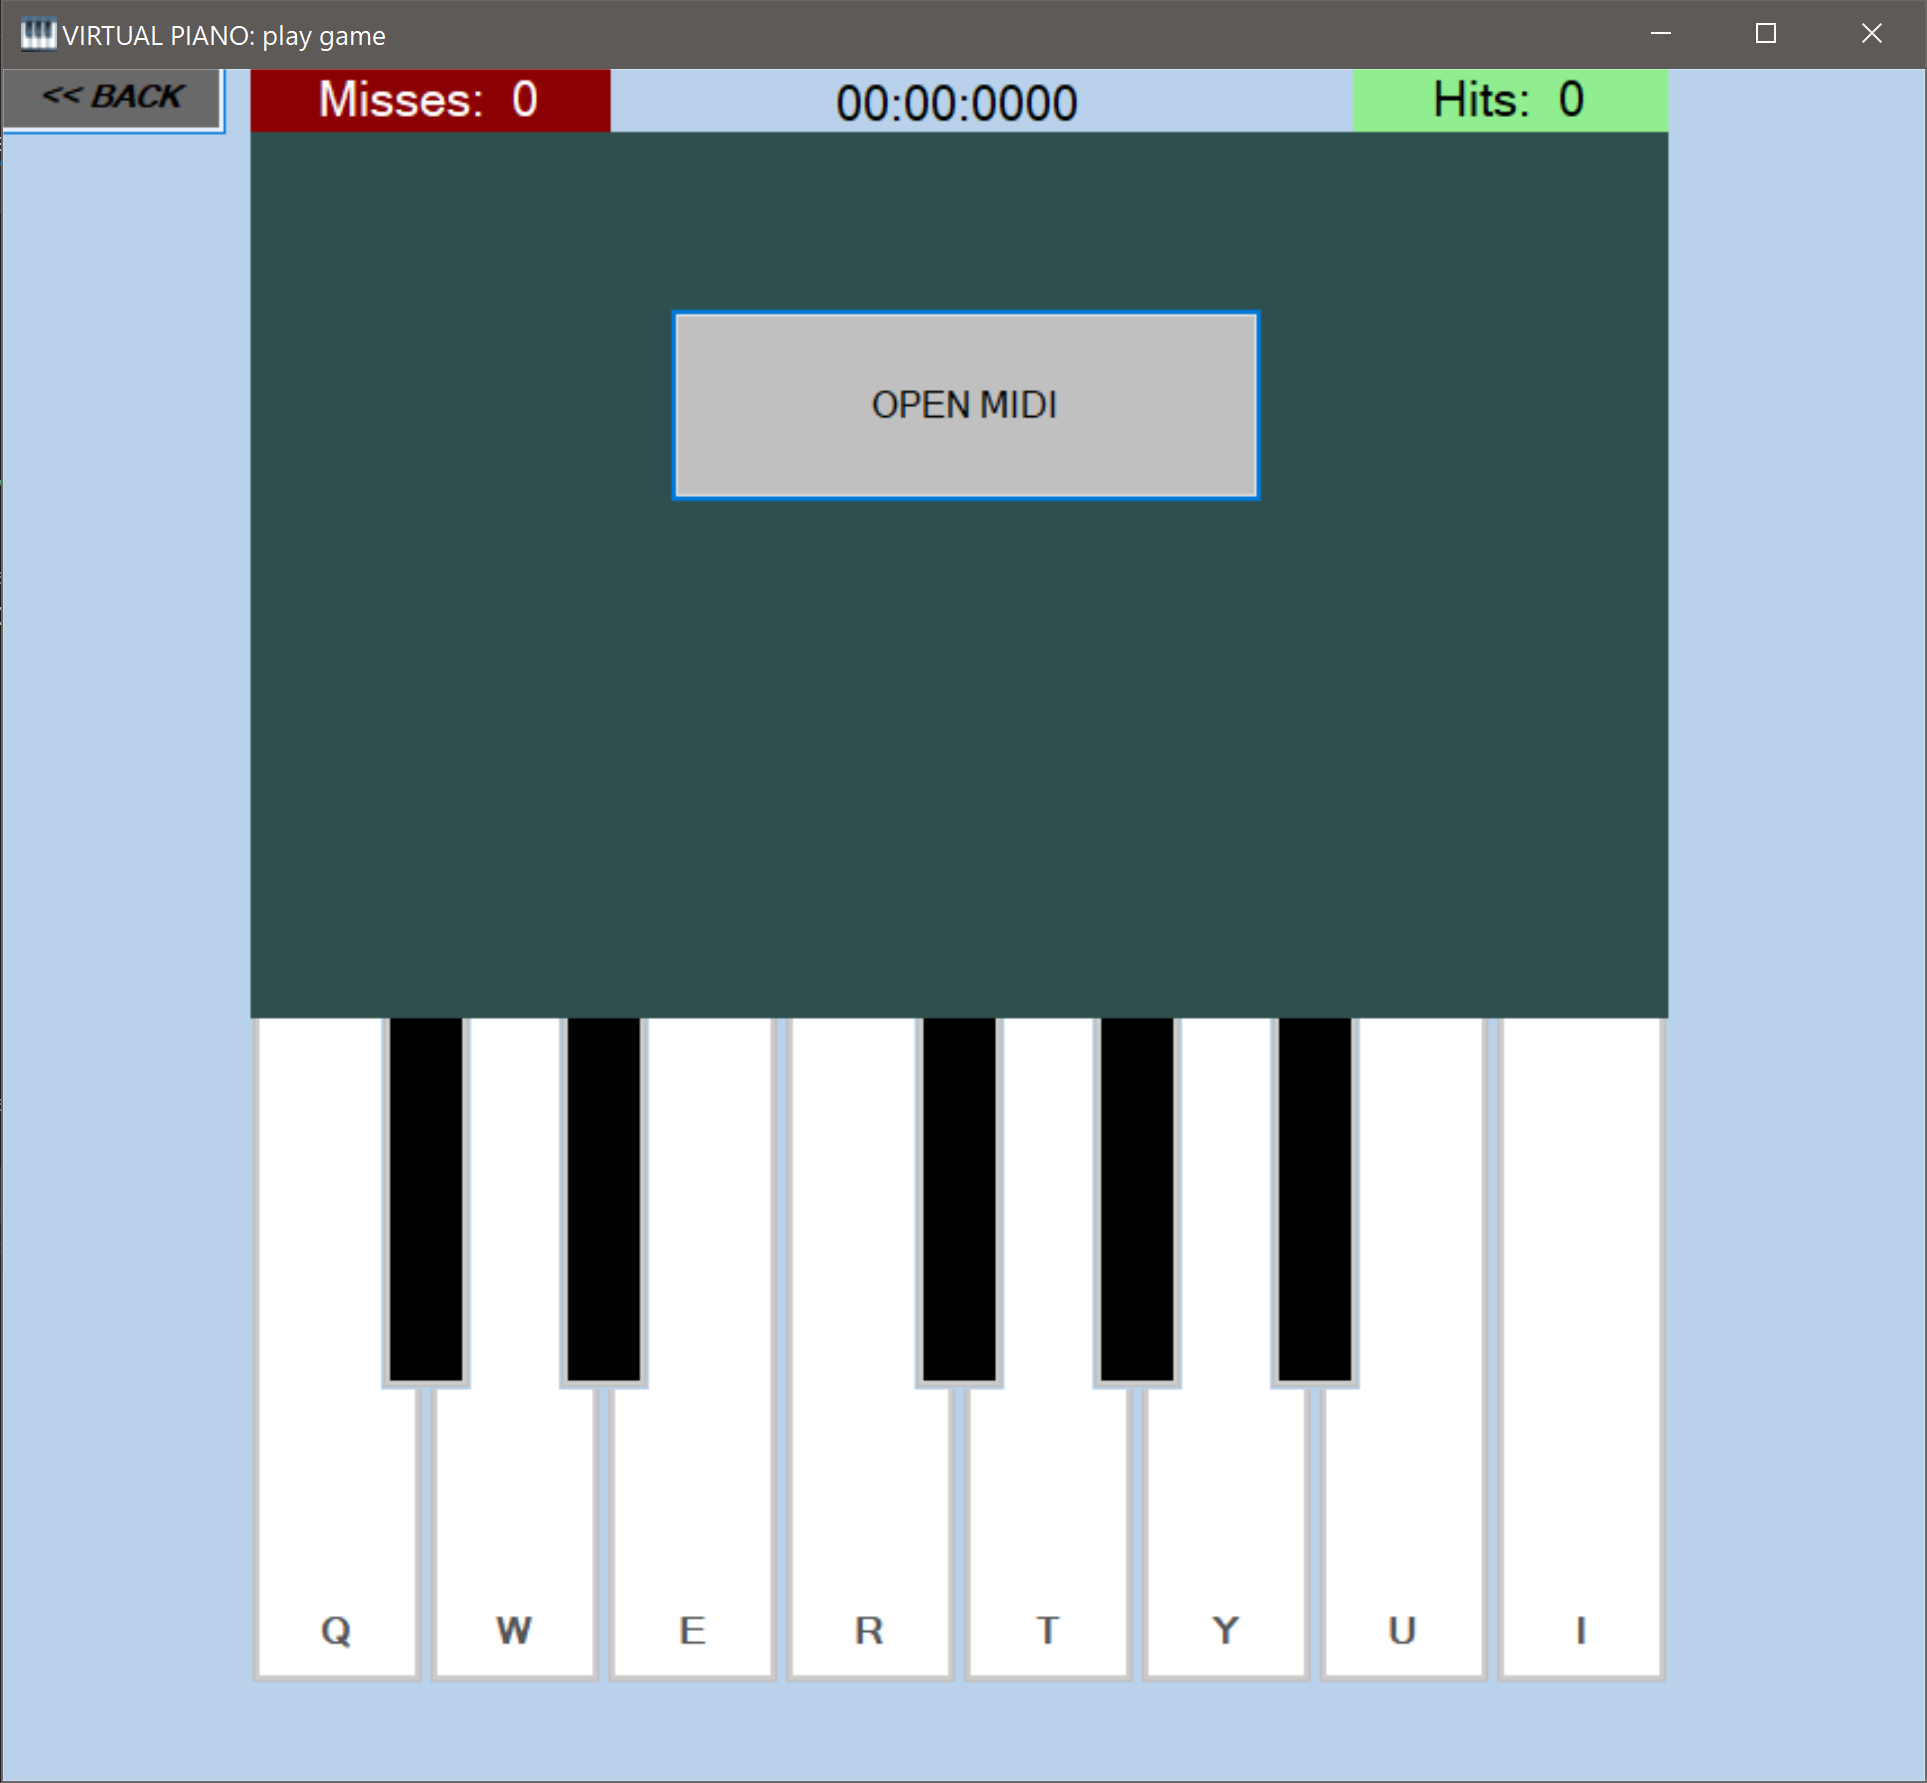 VIRTUAL PIANO: play game
<< BACK
Misses: 0
00:00:0000
Hits: 0
OPEN MIDI
Q W E R T Y U I